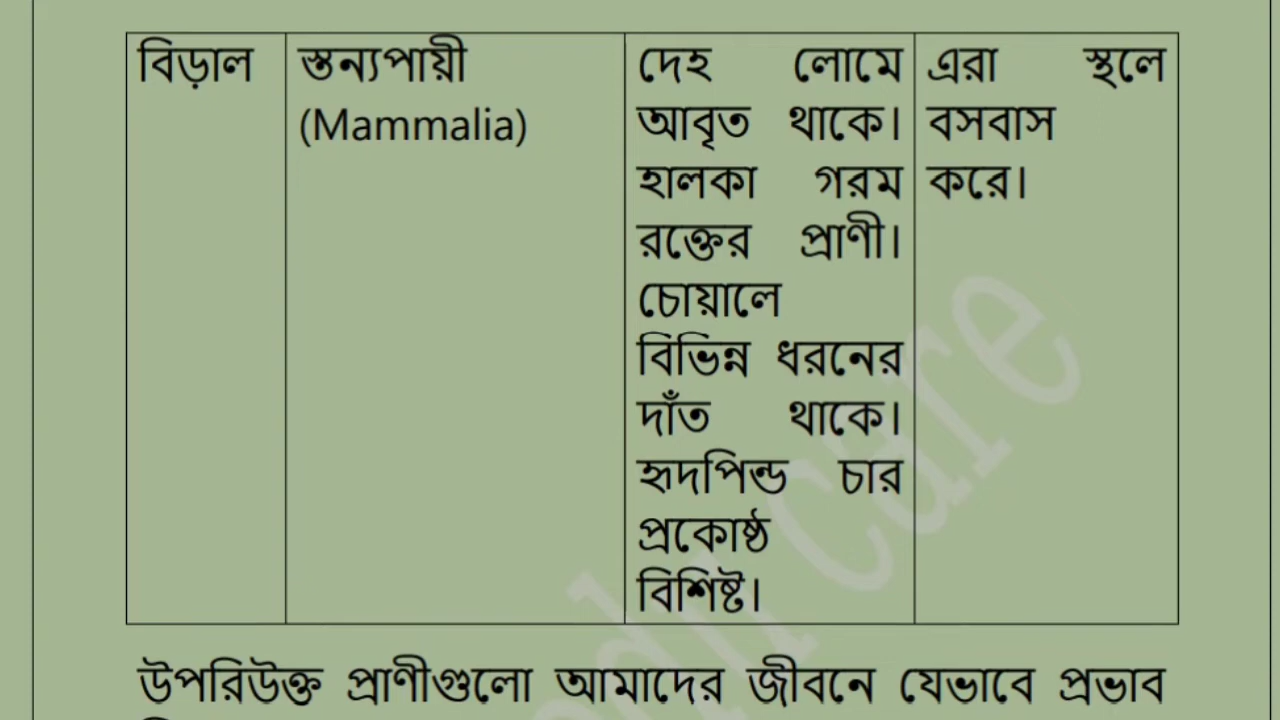 বিড়াল
স্তন্যপায়ী
(Mammalia)
দেহ লোমে
আবৃত থাকে।
হালকা গরম
রক্তের প্রাণী।
চোয়ালে
বিভিন্ন ধরনের
দাঁত থাকে।
হৃদপিন্ড চার
প্রকোষ্ঠ
বিশিষ্ট।
এরা স্থলে
বসবাস
করে।
উপরিউক্ত প্রাণীগুলো আমাদের জীবনে যেভাবে প্রভাব
care